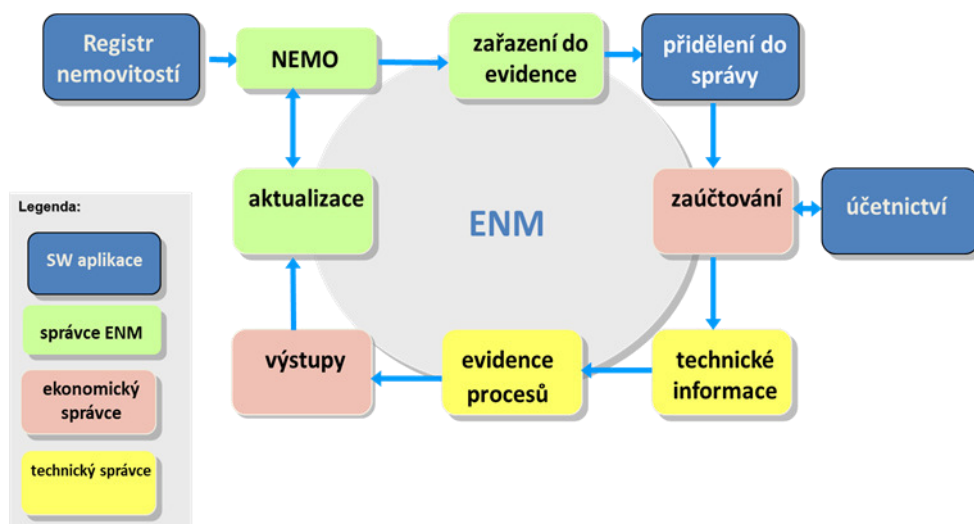 Registr
nemovitostí
NEMO
zařazení do
evidence
přidělení do
správy
aktualizace
ENM
zaúčtování
účetnictví
výstupy
evidence
procesů
technické
informace
Legenda:
SW aplikace
správce ENM
ekonomický
správce
technický správce